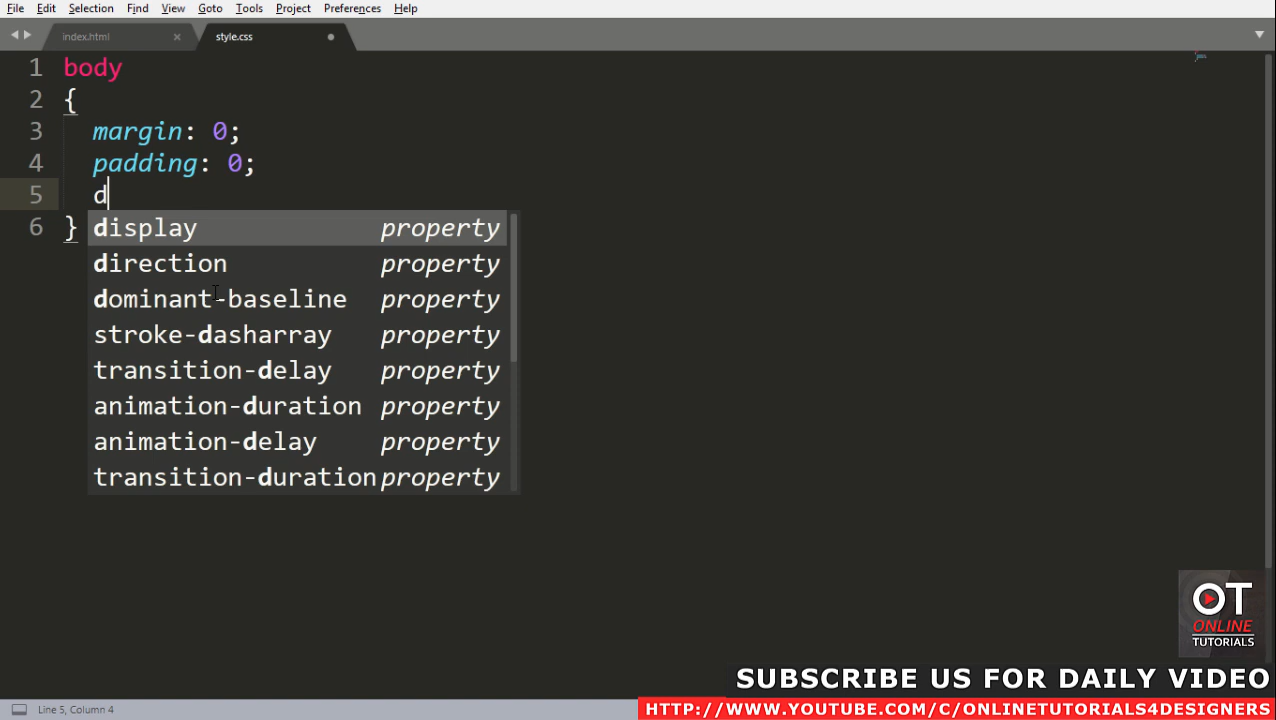 File Edit Selection Find View Goto Tools Project Preferences Help
index.html × style.css
1 body
2 {
3 margin: 0;
4 padding: 0;
5 d
6 }
display property
direction property
dominant-baseline property
stroke-dasharray property
transition-delay property
animation-duration property
animation-delay property
transition-duration property
OT
ONLINE
TUTORIALS
SUBSCRIBE US FOR DAILY VIDEO
Line 5, Column 4
HTTP://WWW.YOUTUBE.COM/C/ONLINETUTORIALS4DESIGNERS